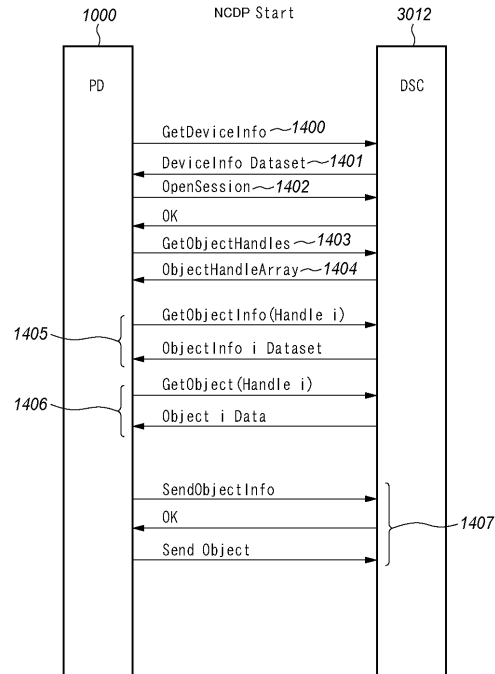 1000
NCDP Start
3012
PD
DSC
GetDeviceInfo 1400
DeviceInfo Dataset 1401
OpenSession 1402
OK
GetObjectHandles 1403
ObjectHandleArray 1404
GetObjectInfo(Handle i)
1405
ObjectInfo i Dataset
GetObject(Handle i)
1406
Object i Data
SendObjectInfo
OK
1407
Send Object